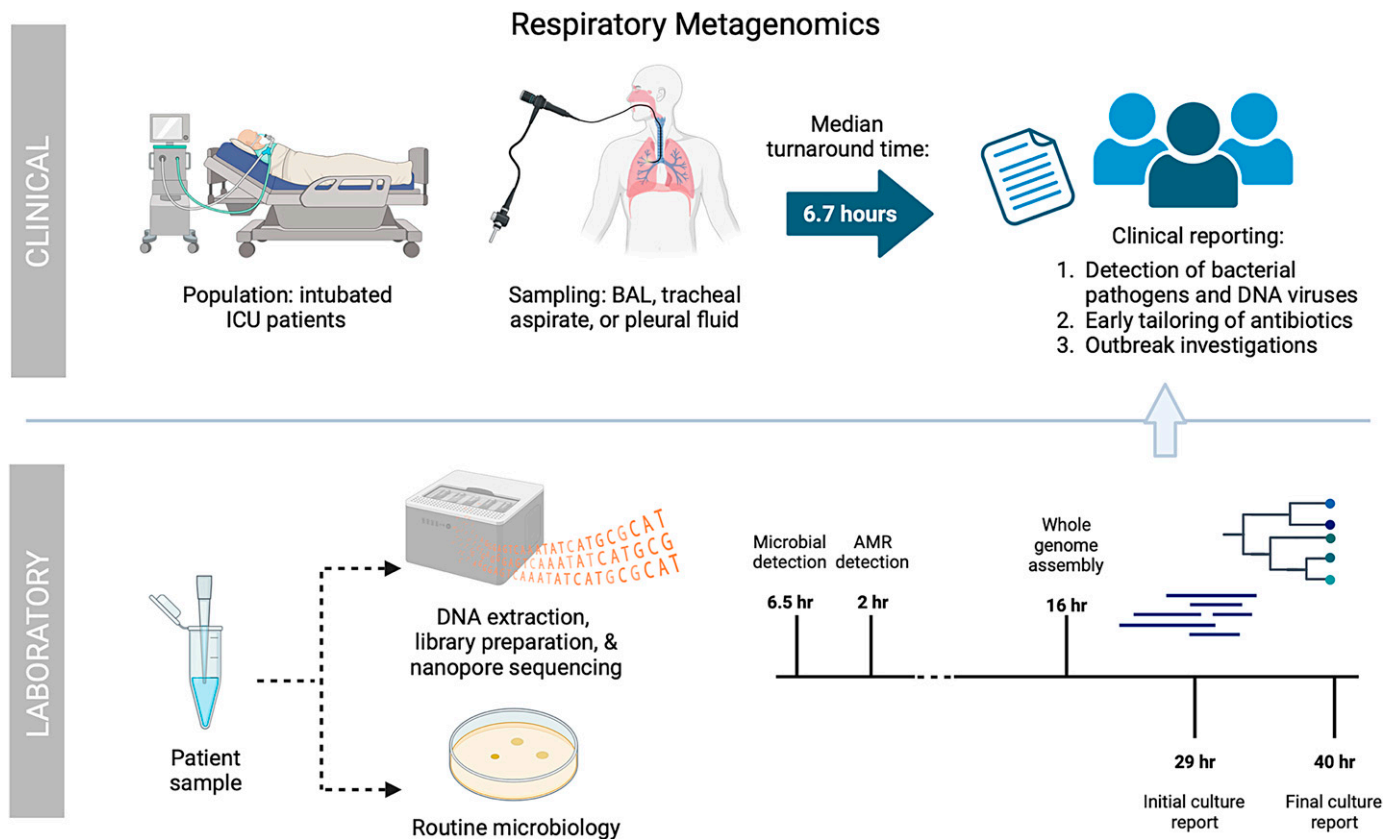 Respiratory Metagenomics
CLINICAL
Population: intubated
ICU patients
Sampling: BAL, tracheal
aspirate, or pleural fluid
Median
turnaround time:
6.7 hours
Clinical reporting:
1. Detection of bacterial
pathogens and DNA viruses
2. Early tailoring of antibiotics
3. Outbreak investigations
LABORATORY
Patient
sample
TATCATGCGCAT
CAAATATCATGCG
CAAATATCATGCGCAT
DNA extraction,
library preparation, &
nanopore sequencing
Routine microbiology
Microbial
detection
6.5 hr
AMR
detection
2 hr
Whole
genome
assembly
16 hr
29 hr
Initial culture
report
40 hr
Final culture
report